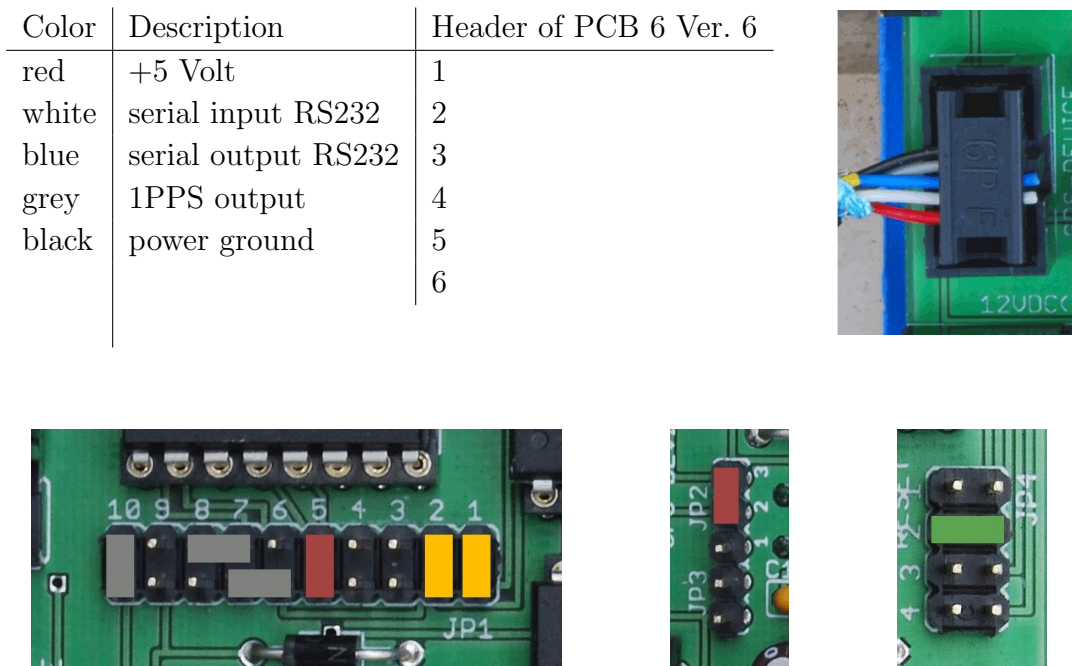 Color Description Header of PCB 6 Ver. 6
red +5 Volt 1
white serial input RS232 2
blue serial output RS232 3
grey 1PPS output 4
black power ground 5
6
12VDC
10 9 8 7 6 5 4 3 2 1
JP1
JP2
3
2
1
JP3
JP4
1
2
3
4